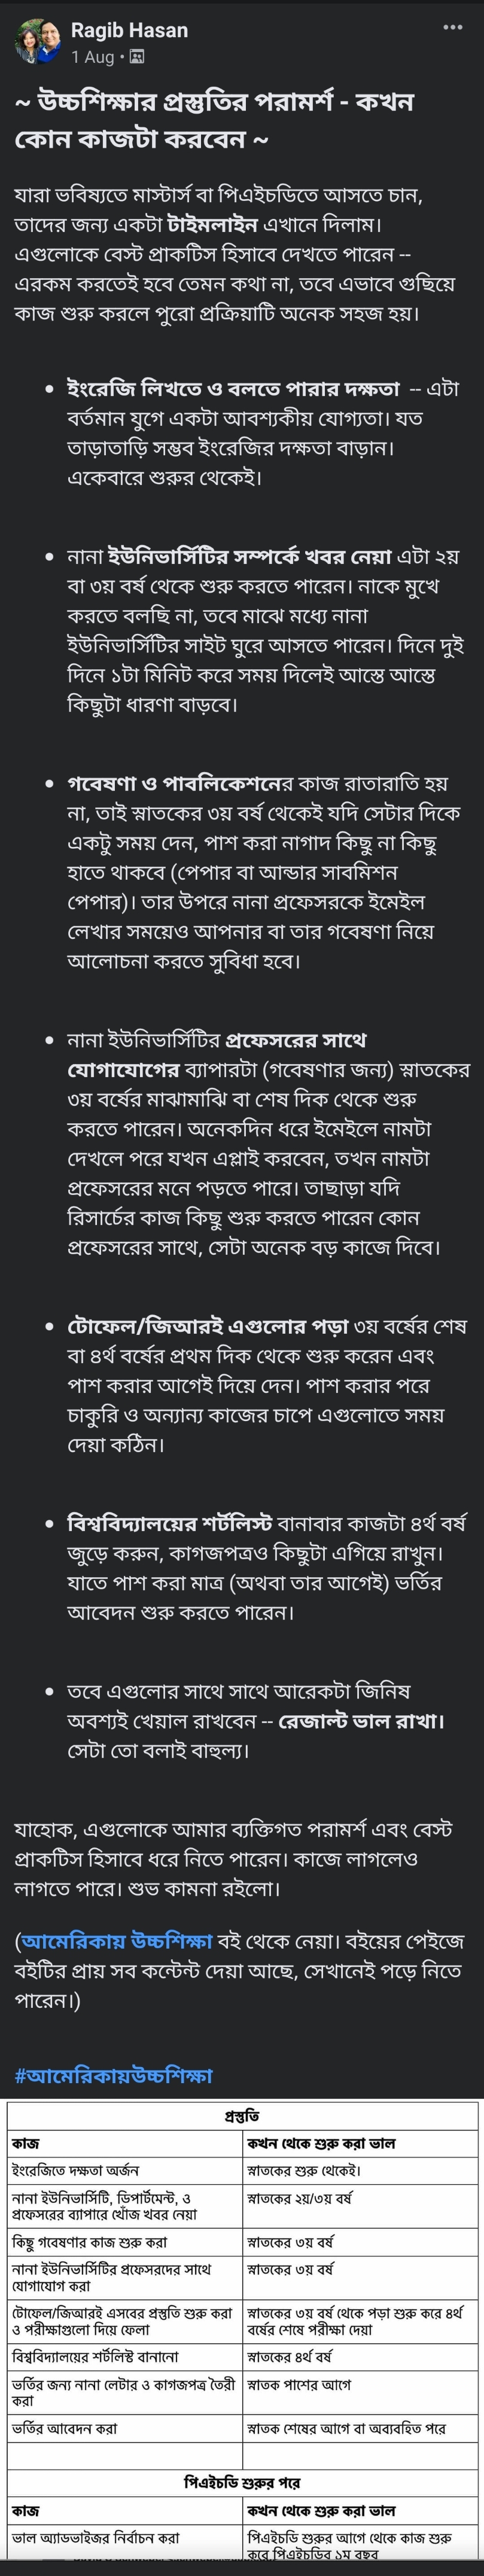 Ragib Hasan
1 Aug •
~ উচ্চশিক্ষার প্রস্তুতির পরামর্শ - কখন
কোন কাজটা করবেন ~
যারা ভবিষ্যতে মাস্টার্স বা পিএইচডিতে আসতে চান,
তাদের জন্য একটা টাইমলাইন এখানে দিলাম।
এগুলোকে বেস্ট প্রাকটিস হিসাবে দেখতে পারেন --
এরকম করতেই হবে তেমন কথা না, তবে এভাবে গুছিয়ে
কাজ শুরু করলে পুরো প্রক্রিয়াটি অনেক সহজ হয়।
• ইংরেজি লিখতে ও বলতে পারার দক্ষতা -- এটা
বর্তমান যুগে একটা আবশ্যকীয় যোগ্যতা। যত
তাড়াতাড়ি সম্ভব ইংরেজির দক্ষতা বাড়ান।
একেবারে শুরুর থেকেই।
• নানা ইউনিভার্সিটির সম্পর্কে খবর নেয়া এটা ২য়
বা ৩য় বর্ষ থেকে শুরু করতে পারেন। নাকে মুখে
করতে বলছি না, তবে মাঝে মধ্যে নানা
ইউনিভার্সিটির সাইট ঘুরে আসতে পারেন। দিনে দুই
দিনে ১টা মিনিট করে সময় দিলেই আস্তে আস্তে
কিছুটা ধারণা বাড়বে।
• গবেষণা ও পাবলিকেশনের কাজ রাতারাতি হয়
না, তাই স্নাতকের ৩য় বর্ষ থেকেই যদি সেটার দিকে
একটু সময় দেন, পাশ করা নাগাদ কিছু না কিছু
হাতে থাকবে (পেপার বা আন্ডার সাবমিশন
পেপার)। তার উপরে নানা প্রফেসরকে ইমেইল
লেখার সময়েও আপনার বা তার গবেষণা নিয়ে
আলোচনা করতে সুবিধা হবে।
• নানা ইউনিভার্সিটির প্রফেসরের সাথে
যোগাযোগের ব্যাপারটা (গবেষণার জন্য) স্নাতকের
৩য় বর্ষের মাঝামাঝি বা শেষ দিক থেকে শুরু
করতে পারেন। অনেকদিন ধরে ইমেইলে নামটা
দেখলে পরে যখন এপ্লাই করবেন, তখন নামটা
প্রফেসরের মনে পড়তে পারে। তাছাড়া যদি
রিসার্চের কাজ কিছু শুরু করতে পারেন কোন
প্রফেসরের সাথে, সেটা অনেক বড় কাজে দিবে।
• টোফেল/জিআরই এগুলোর পড়া ৩য় বর্ষের শেষ
বা ৪র্থ বর্ষের প্রথম দিক থেকে শুরু করেন এবং
পাশ করার আগেই দিয়ে দেন। পাশ করার পরে
চাকুরি ও অন্যান্য কাজের চাপে এগুলোতে সময়
দেয়া কঠিন।
• বিশ্ববিদ্যালয়ের শর্টলিস্ট বানাবার কাজটা ৪র্থ বর্ষ
জুড়ে করুন, কাগজপত্রও কিছুটা এগিয়ে রাখুন।
যাতে পাশ করা মাত্র (অথবা তার আগেই) ভর্তির
আবেদন শুরু করতে পারেন।
• তবে এগুলোর সাথে সাথে আরেকটা জিনিষ
অবশ্যই খেয়াল রাখবেন -- রেজাল্ট ভাল রাখা।
সেটা তো বলাই বাহুল্য।
যাহোক, এগুলোকে আমার ব্যক্তিগত পরামর্শ এবং বেস্ট
প্রাকটিস হিসাবে ধরে নিতে পারেন। কাজে লাগলেও
লাগতে পারে। শুভ কামনা রইলো।
(আমেরিকায় উচ্চশিক্ষা বই থেকে নেয়া। বইয়ের পেইজে
বইটির প্রায় সব কন্টেন্ট দেয়া আছে, সেখানেই পড়ে নিতে
পারেন।)
#আমেরিকায়উচ্চশিক্ষা
প্রস্তুতি
কাজ কখন থেকে শুরু করা ভাল
ইংরেজিতে দক্ষতা অর্জন স্নাতকের শুরু থেকেই।
নানা ইউনিভার্সিটি, ডিপার্টমেন্ট, ও স্নাতকের ২য়/৩য় বর্ষ
প্রফেসরের ব্যাপারে খোঁজ খবর নেয়া
কিছু গবেষণার কাজ শুরু করা স্নাতকের ৩য় বর্ষ
নানা ইউনিভার্সিটির প্রফেসরদের সাথে স্নাতকের ৩য় বর্ষ
যোগাযোগ করা
টোফেল/জিআরই এসবের প্রস্তুতি শুরু করা স্নাতকের ৩য় বর্ষ থেকে পড়া শুরু করে ৪র্থ
ও পরীক্ষাগুলো দিয়ে ফেলা বর্ষের শেষে পরীক্ষা দেয়া
বিশ্ববিদ্যালয়ের শর্টলিস্ট বানানো স্নাতকের ৪র্থ বর্ষ
ভর্তির জন্য নানা লেটার ও কাগজপত্র তৈরী স্নাতক পাশের আগে
করা
ভর্তির আবেদন করা স্নাতক শেষের আগে বা অব্যবহিত পরে
পিএইচডি শুরুর পরে
কাজ কখন থেকে শুরু করা ভাল
ভাল অ্যাডভাইজর নির্বাচন করা পিএইচডি শুরুর আগে থেকে কাজ শুরু
করে পিএইচডির ১ম বছর